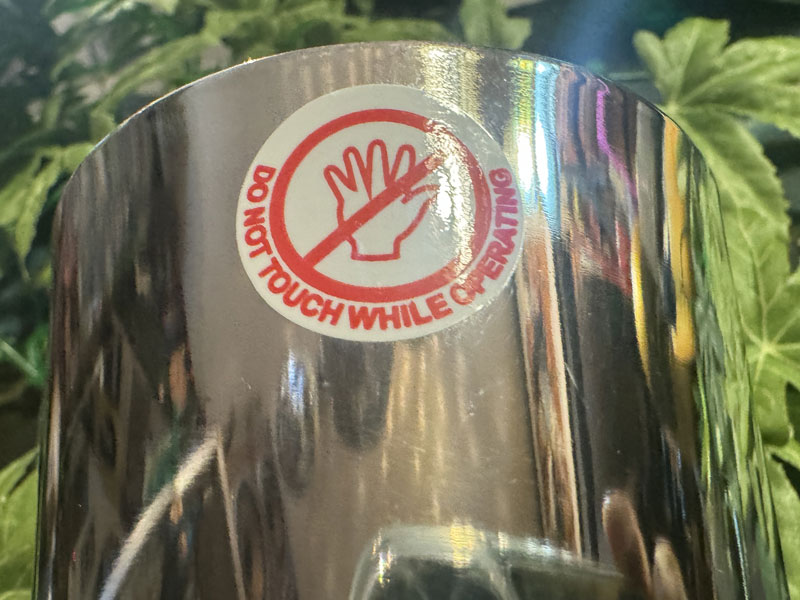 DO NOT TOUCH WHILE OPERATING